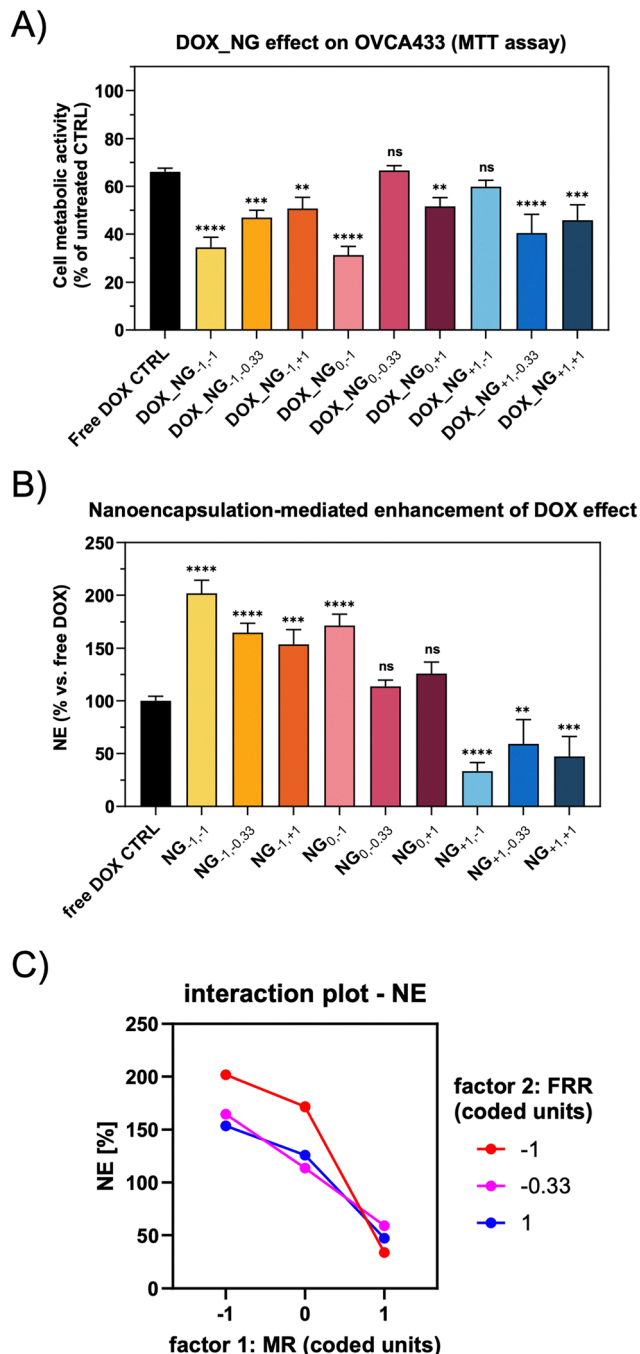 A)
DOX_NG effect on OVCA433 (MTT assay)
Cell metabolic activity
(% of untreated CTRL)
100
80
60
40
20
0
****
***
**
****
ns
**
ns
****
***
Free DOX CTRL
DOX_NG-1,-1
DOX_NG-1,-0.33
DOX_NG-1,+1
DOX_NG0,-1
DOX_NG0,-0.33
DOX_NG0,+1
DOX_NG+1,-1
DOX_NG+1,-0.33
DOX_NG+1,+1
B)
Nanoencapsulation-mediated enhancement of DOX effect
NE (% vs. free DOX)
250
200
150
100
50
0
****
****
***
****
ns
ns
****
**
***
free DOX CTRL
NG-1,-1
NG-1,-0.33
NG-1,+1
NG0,-1
NG0,-0.33
NG0,+1
NG+1,-1
NG+1,-0.33
NG+1,+1
C)
interaction plot - NE
NE [%]
250
200
150
100
50
0
-1 0 1
factor 1: MR (coded units)
factor 2: FRR
(coded units)
-1
-0.33
1